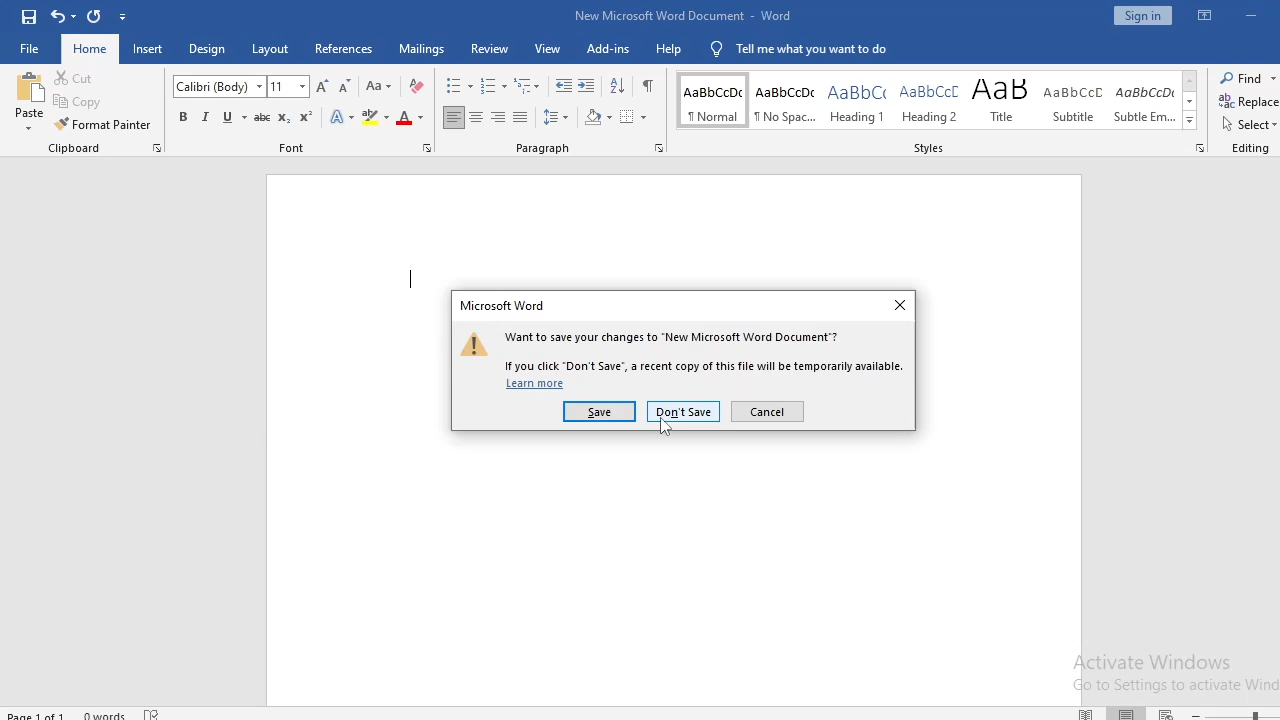 New Microsoft Word Document - Word
Sign in
File Home Insert Design Layout References Mailings Review View Add-ins Help Tell me what you want to do
Paste
Cut
Copy
Format Painter
Clipboard
Calibri (Body) 11
Aa
B I U abc x₂ x² A A
Font
Paragraph
AaBbCcDc AaBbCcDc AaBbCc AaBbCcD AaB AaBbCcD AaBbCcDc
¶ Normal ¶ No Spac... Heading 1 Heading 2 Title Subtitle Subtle Em...
Styles
Find
Replace
Select
Editing
Microsoft Word
Want to save your changes to "New Microsoft Word Document"?
If you click "Don't Save", a recent copy of this file will be temporarily available.
Learn more
Save Don't Save Cancel
Activate Windows
Go to Settings to activate Wind
Page 1 of 1 0 words